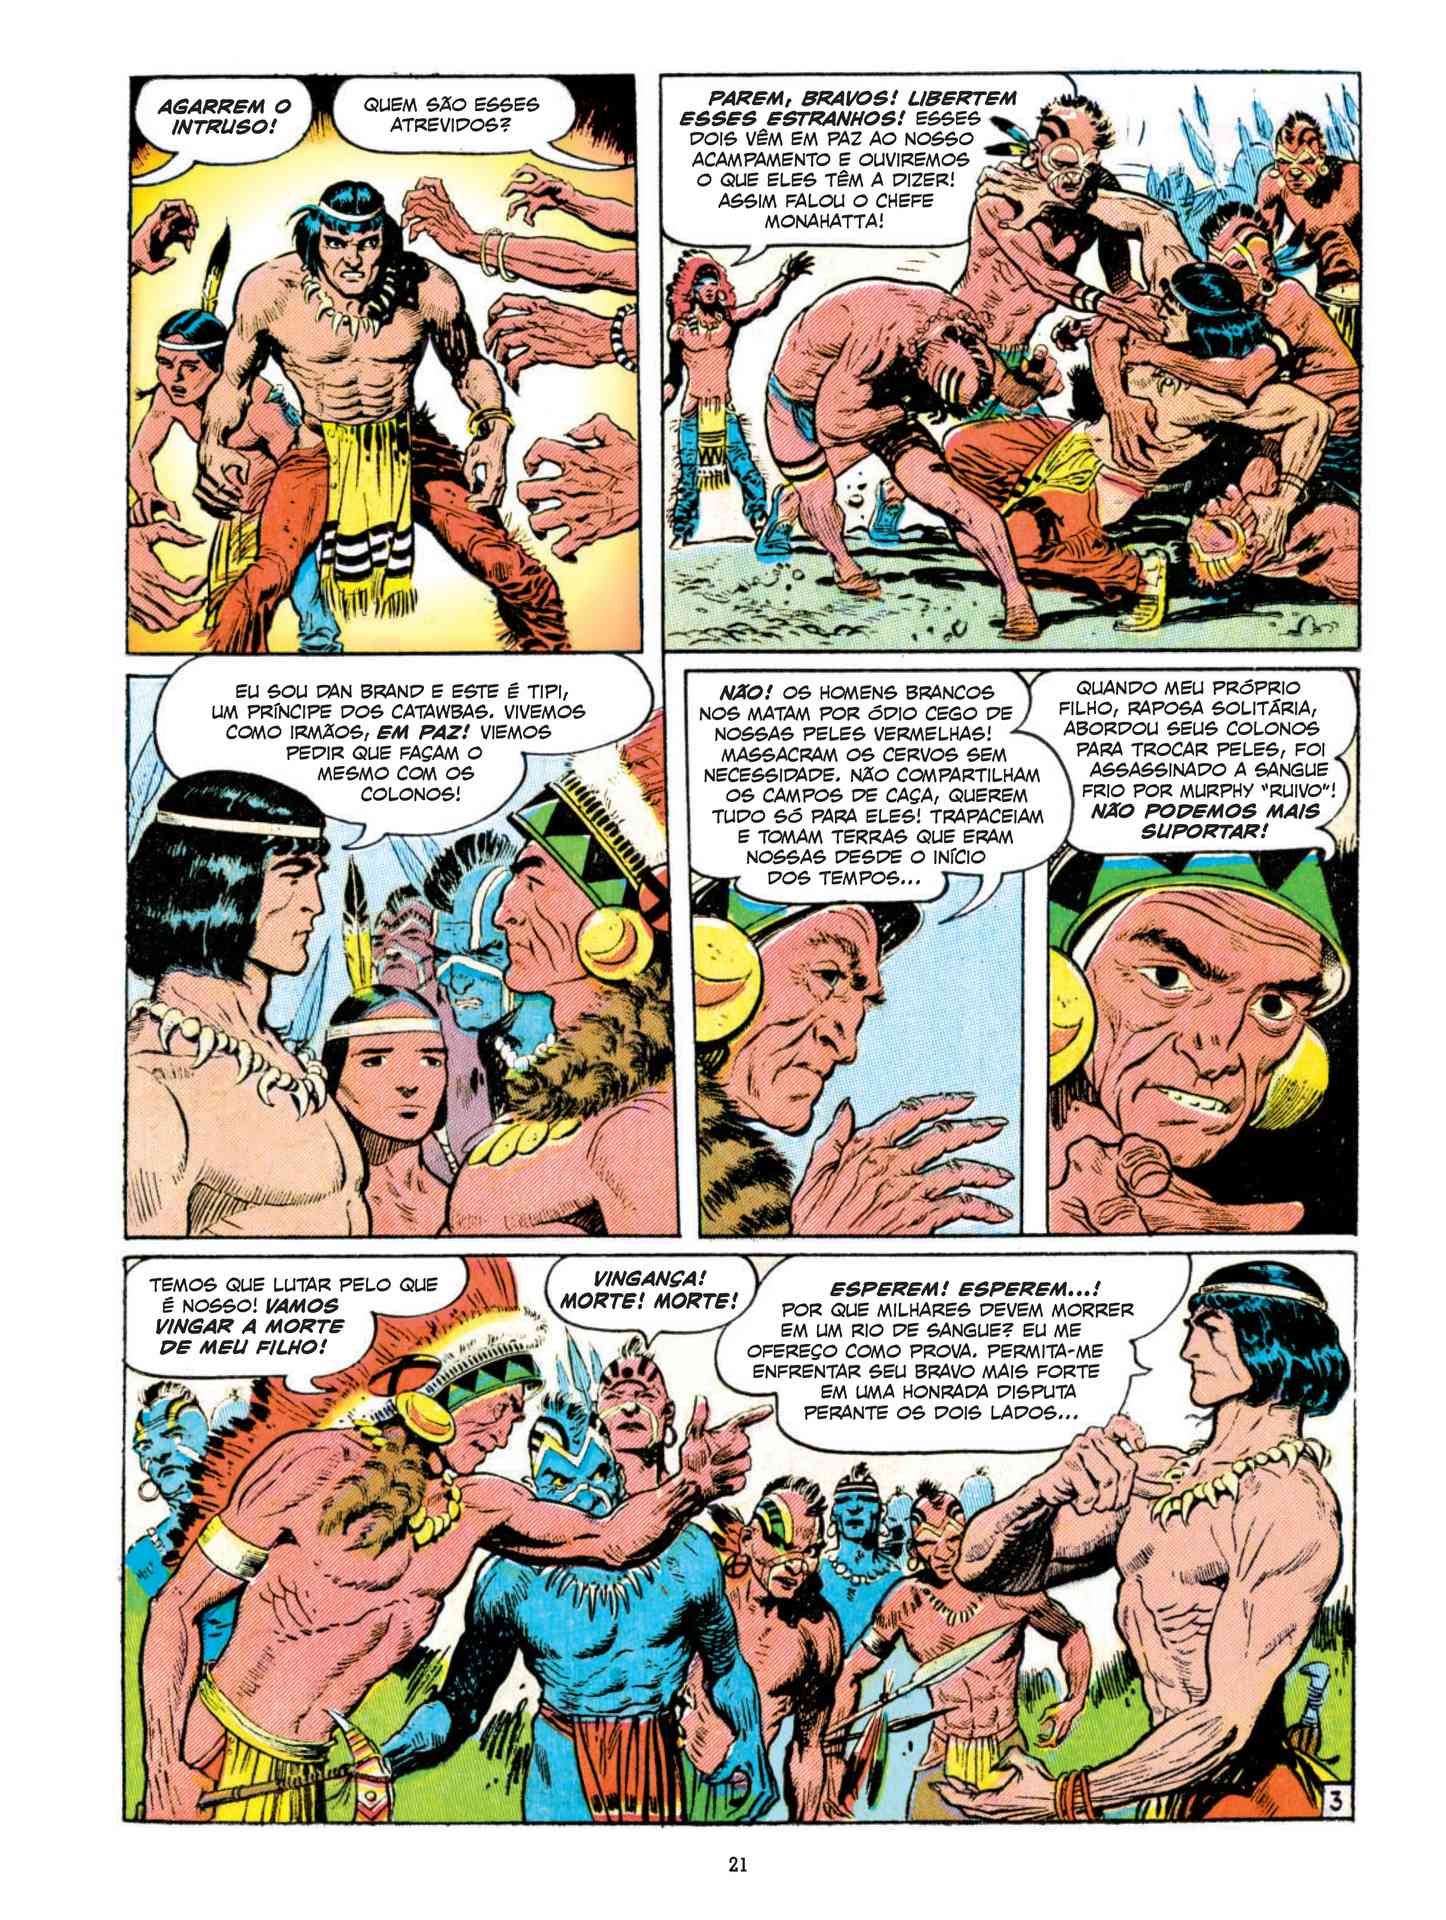 AGARREM O
INTRUSO!
QUEM SÃO ESSES
ATREVIDOS?
PAREM, BRAVOS! LIBERTEM
ESSES ESTRANHOS! ESSES
DOIS VÊM EM PAZ AO NOSSO
ACAMPAMENTO E OUVIREMOS
O QUE ELES TÊM A DIZER!
ASSIM FALOU O CHEFE
MONAHATTA!
EU SOU DAN BRAND E ESTE É TIPI,
UM PRÍNCIPE DOS CATAWBAS. VIVEMOS
COMO IRMÃOS, EM PAZ! VIEMOS
PEDIR QUE FAÇAM O
MESMO COM OS
COLONOS!
NÃO! OS HOMENS BRANCOS
NOS MATAM POR ÓDIO CEGO DE
NOSSAS PELES VERMELHAS!
MASSACRAM OS CERVOS SEM
NECESSIDADE. NÃO COMPARTILHAM
OS CAMPOS DE CAÇA, QUEREM
TUDO SÓ PARA ELES! TRAPACEIAM
E TOMAM TERRAS QUE ERAM
NOSSAS DESDE O INÍCIO
DOS TEMPOS...
QUANDO MEU PRÓPRIO
FILHO, RAPOSA SOLITÁRIA,
ABORDOU SEUS COLONOS
PARA TROCAR PELES, FOI
ASSASSINADO A SANGUE
FRIO POR MURPHY "RUIVO"!
NÃO PODEMOS MAIS
SUPORTAR!
TEMOS QUE LUTAR PELO QUE
É NOSSO! VAMOS
VINGAR A MORTE
DE MEU FILHO!
VINGANÇA!
MORTE! MORTE!
ESPEREM! ESPEREM...!
POR QUE MILHARES DEVEM MORRER
EM UM RIO DE SANGUE? EU ME
OFEREÇO COMO PROVA. PERMITA-ME
ENFRENTAR SEU BRAVO MAIS FORTE
EM UMA HONRADA DISPUTA
PERANTE OS DOIS LADOS...
3
21